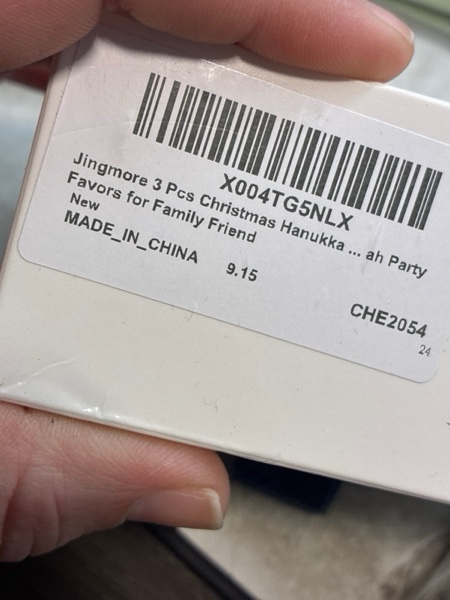 X004TG5NLX
Jingmore 3 Pcs Christmas Hanukka ... ah Party
Favors for Family Friend
New
MADE_IN_CHINA 9.15
CHE2054
24